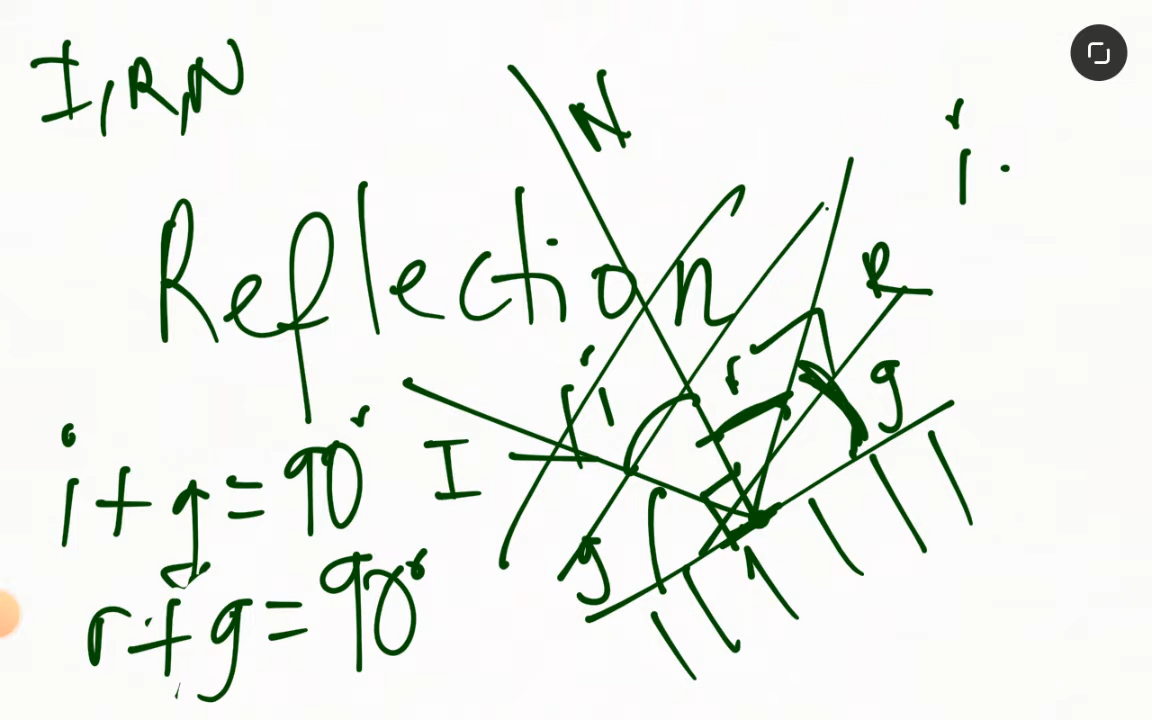 I, R, N
N
i
Reflection
R
i
r
g
I
i + g = 90°
g
r + g = 90°